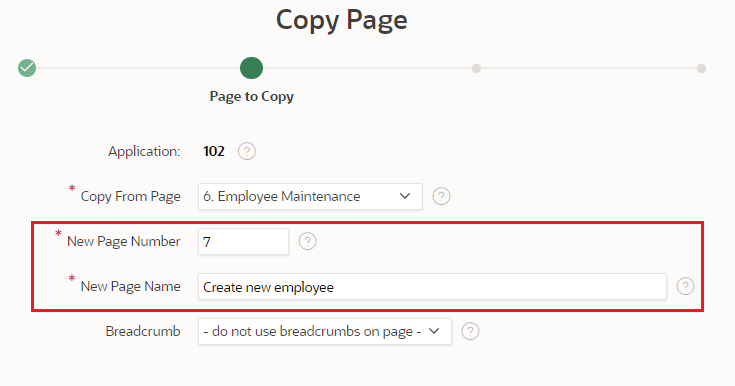 Copy Page
Page to Copy
Application: 102 ?
* Copy From Page 6. Employee Maintenance ?
* New Page Number 7 ?
* New Page Name Create new employee ?
Breadcrumb - do not use breadcrumbs on page - ?